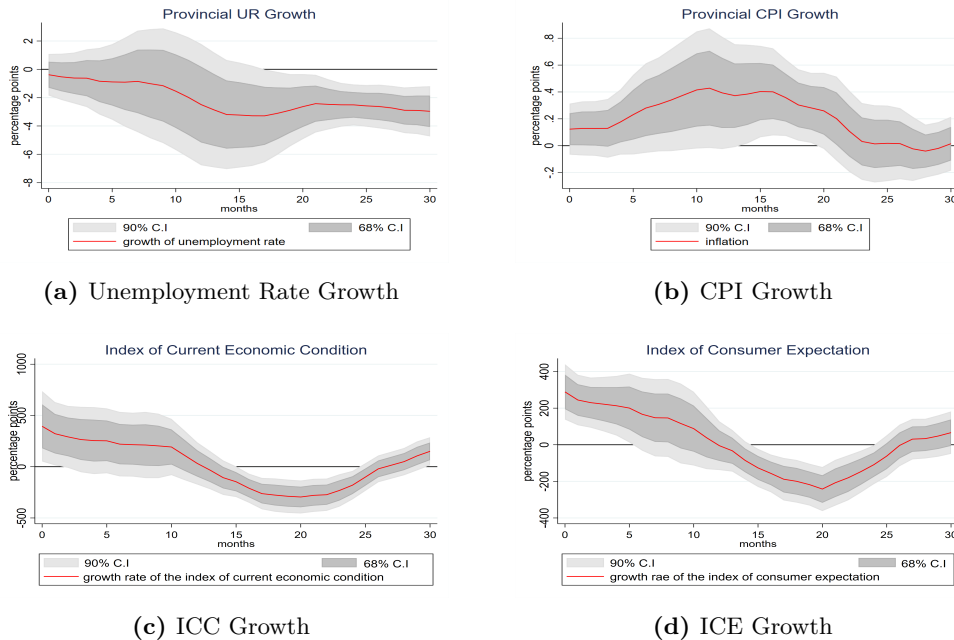 Provincial UR Growth
percentage points
.2
0
-.2
-.4
-.6
-.8
0 5 10 15 20 25 30
months
90% C.I 68% C.I
growth of unemployment rate
(a) Unemployment Rate Growth
Provincial CPI Growth
percentage points
.8
.6
.4
.2
0
-.2
0 5 10 15 20 25 30
months
90% C.I 68% C.I
inflation
(b) CPI Growth
Index of Current Economic Condition
percentage points
1000
500
0
-500
0 5 10 15 20 25 30
months
90% C.I 68% C.I
growth rate of the index of current economic condition
(c) ICC Growth
Index of Consumer Expectation
percentage points
400
200
0
-200
-400
0 5 10 15 20 25 30
months
90% C.I 68% C.I
growth rae of the index of consumer expectation
(d) ICE Growth